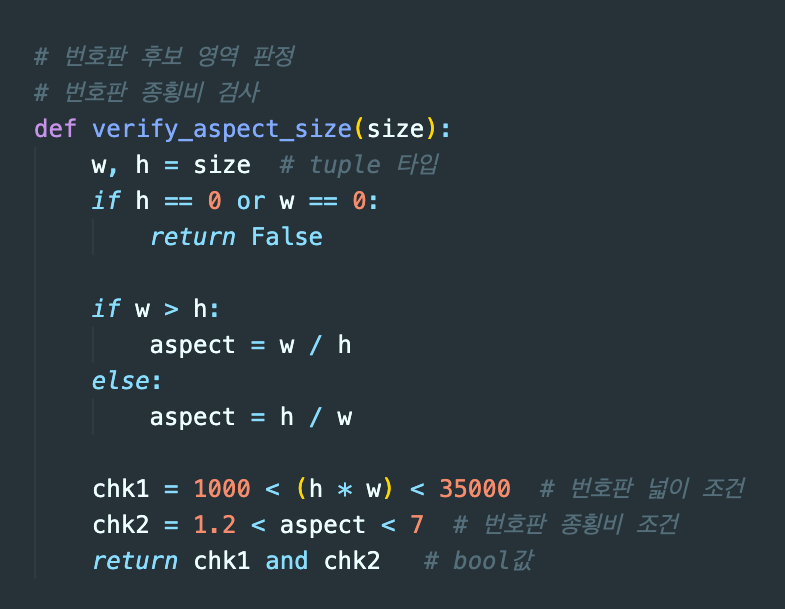 # 번호판 후보 영역 판정
# 번호판 종횡비 검사
def verify_aspect_size(size):
    w, h = size  # tuple 타입
    if h == 0 or w == 0:
        return False

    if w > h:
        aspect = w / h
    else:
        aspect = h / w

    chk1 = 1000 < (h * w) < 35000  # 번호판 넓이 조건
    chk2 = 1.2 < aspect < 7  # 번호판 종횡비 조건
    return chk1 and chk2   # bool값